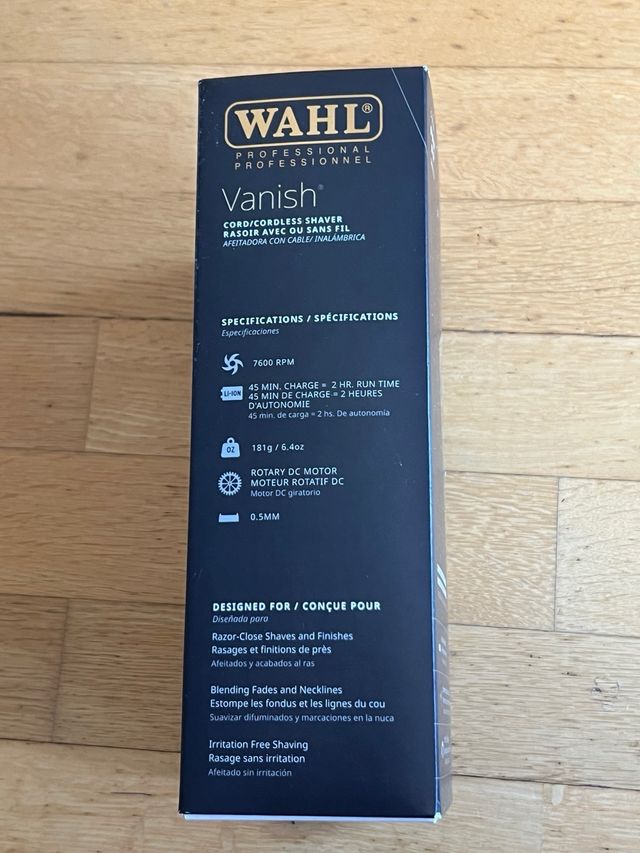 WAHL®
PROFESSIONAL
PROFESSIONNEL
Vanish®
CORD/CORDLESS SHAVER
RASOIR AVEC OU SANS FIL
AFEITADORA CON CABLE/ INALÁMBRICA
SPECIFICATIONS / SPÉCIFICATIONS
Especificaciones
7600 RPM
LI-ION
45 MIN. CHARGE = 2 HR. RUN TIME
45 MIN DE CHARGE = 2 HEURES
D'AUTONOMIE
45 min. de carga = 2 hs. De autonomía
OZ
181g / 6.4oz
ROTARY DC MOTOR
MOTEUR ROTATIF DC
Motor DC giratorio
0.5MM
DESIGNED FOR / CONÇUE POUR
Diseñada para
Razor-Close Shaves and Finishes
Rasages et finitions de près
Afeitados y acabados al ras
Blending Fades and Necklines
Estompe les fondus et les lignes du cou
Suavizar difuminados y marcaciones en la nuca
Irritation Free Shaving
Rasage sans irritation
Afeitado sin irritación